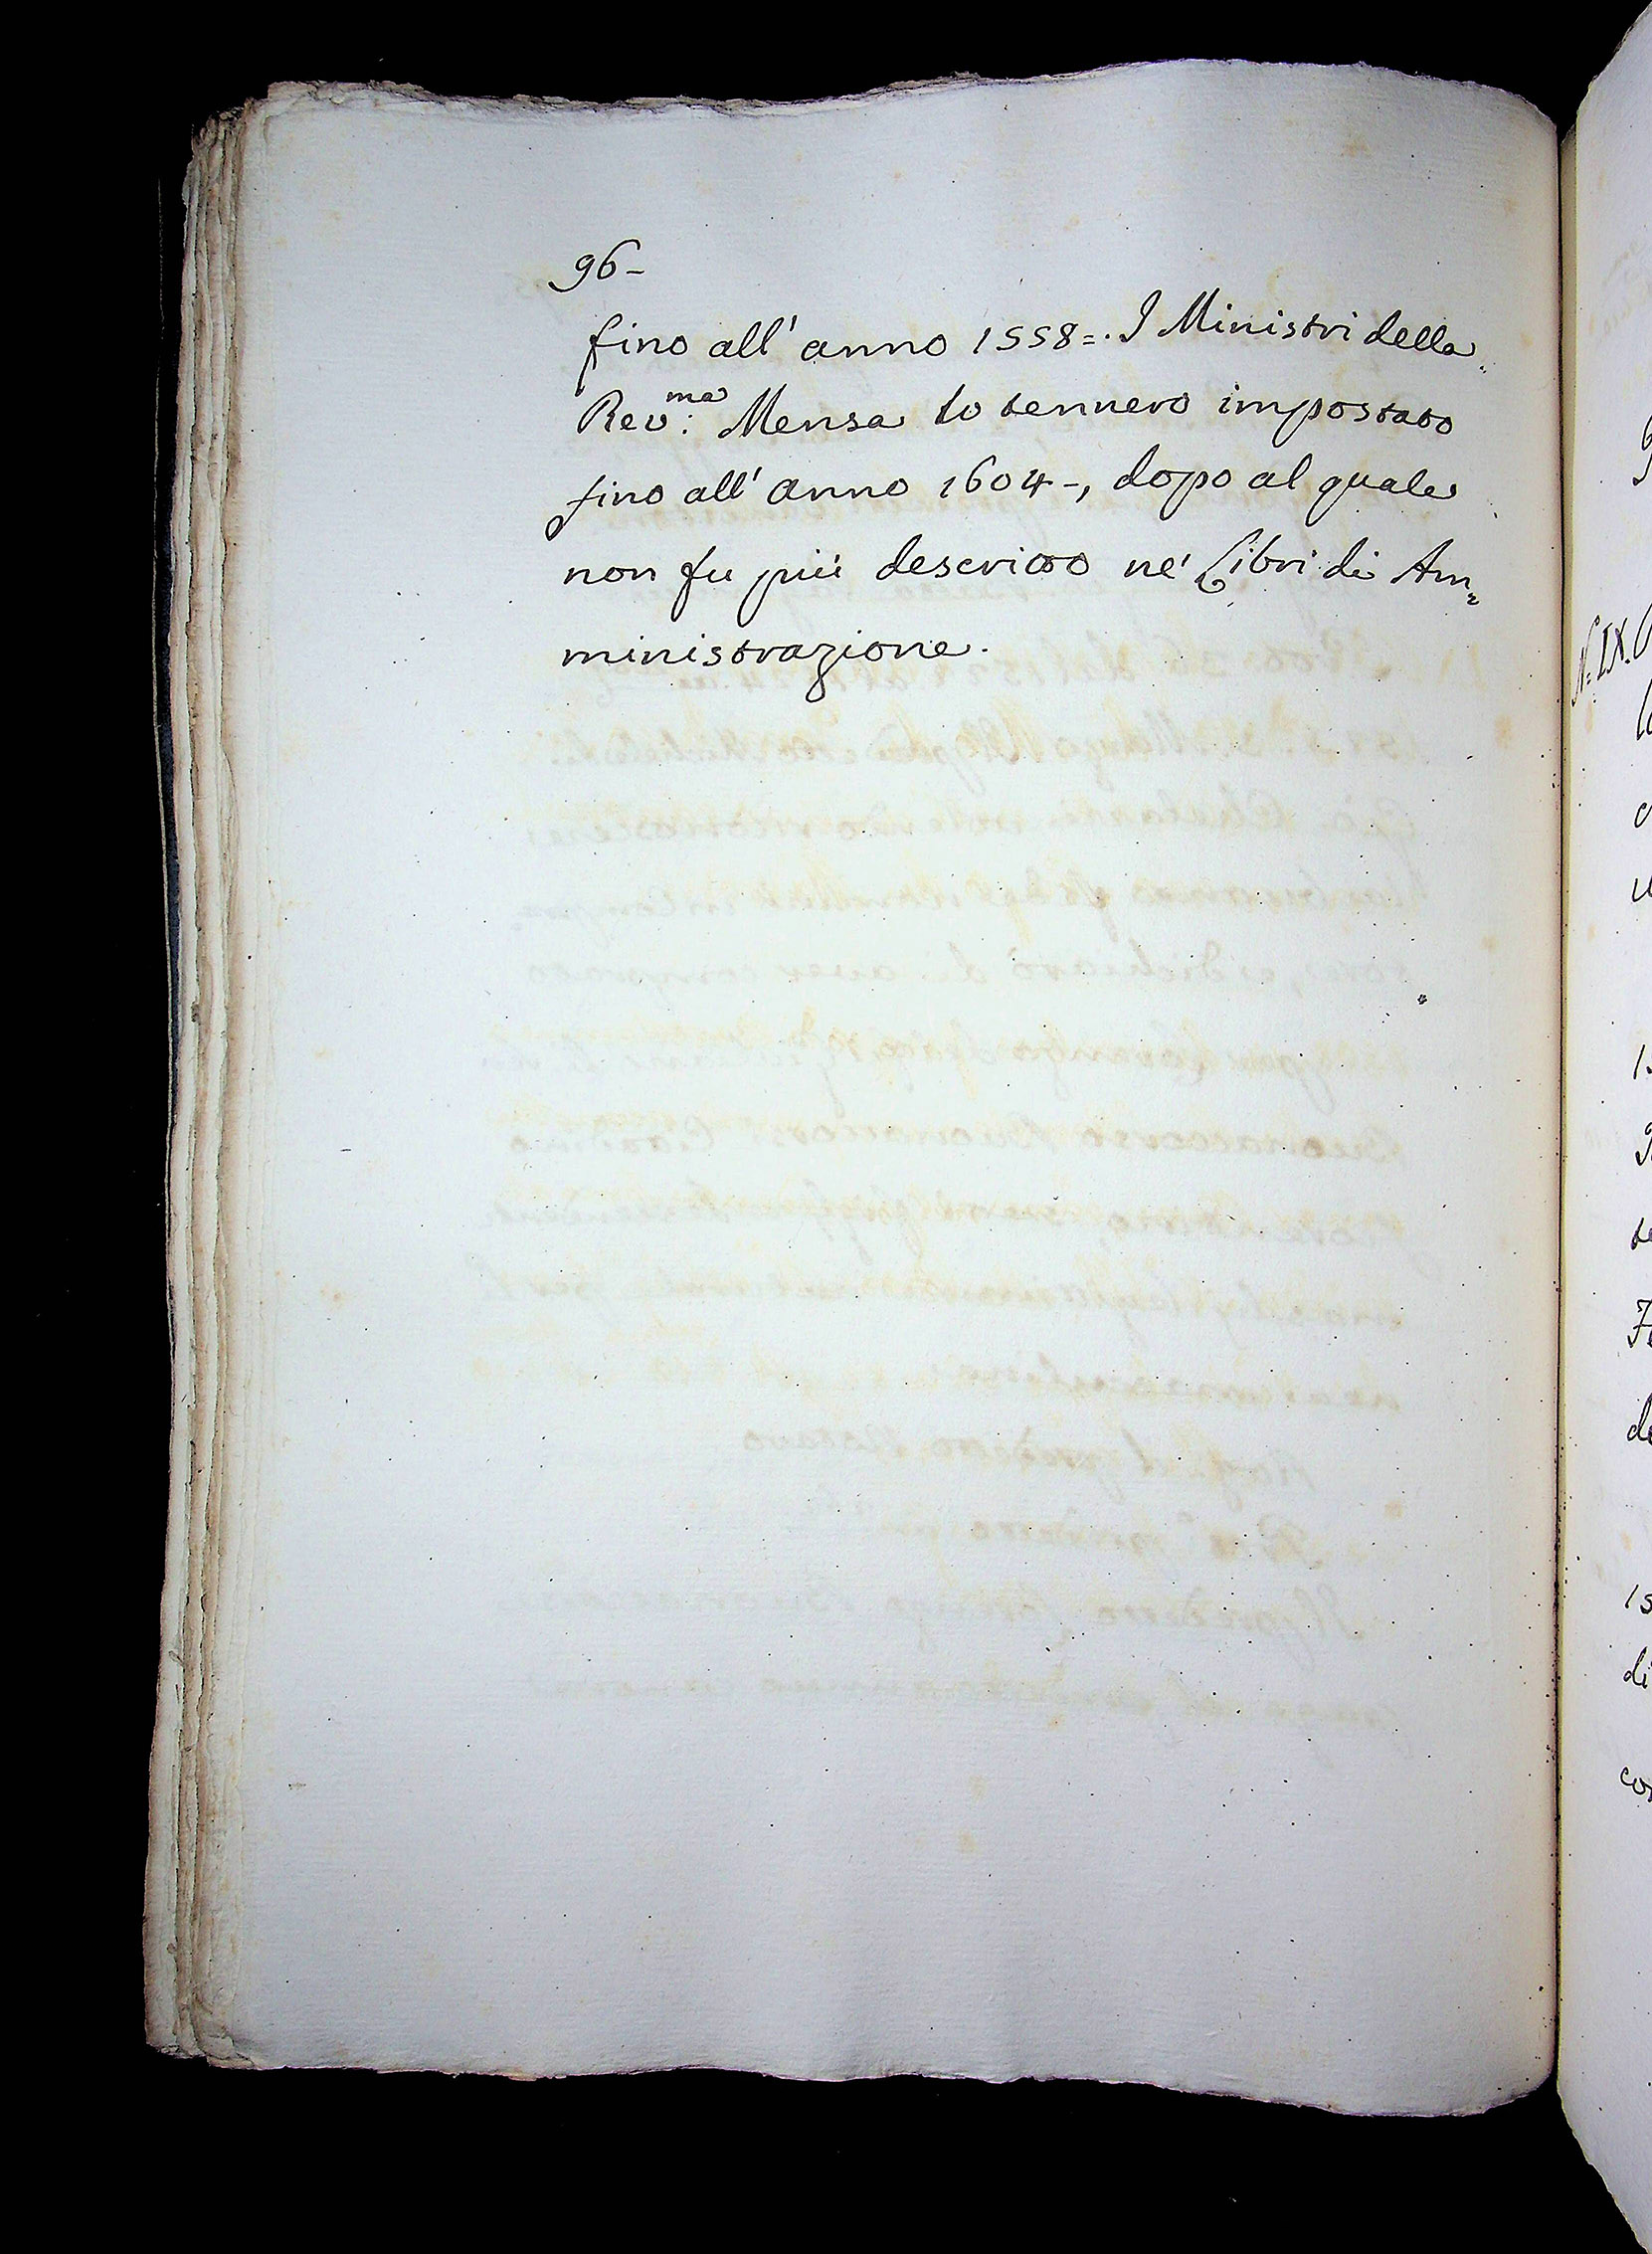 96-
fino all' anno 1558=. I Ministri della
Rev:ma Mensa lo tennero impostato
fino all' anno 1604-, dopo al quale
non fu più descritto ne' Libri di Am=
ministrazione.
N: IX.